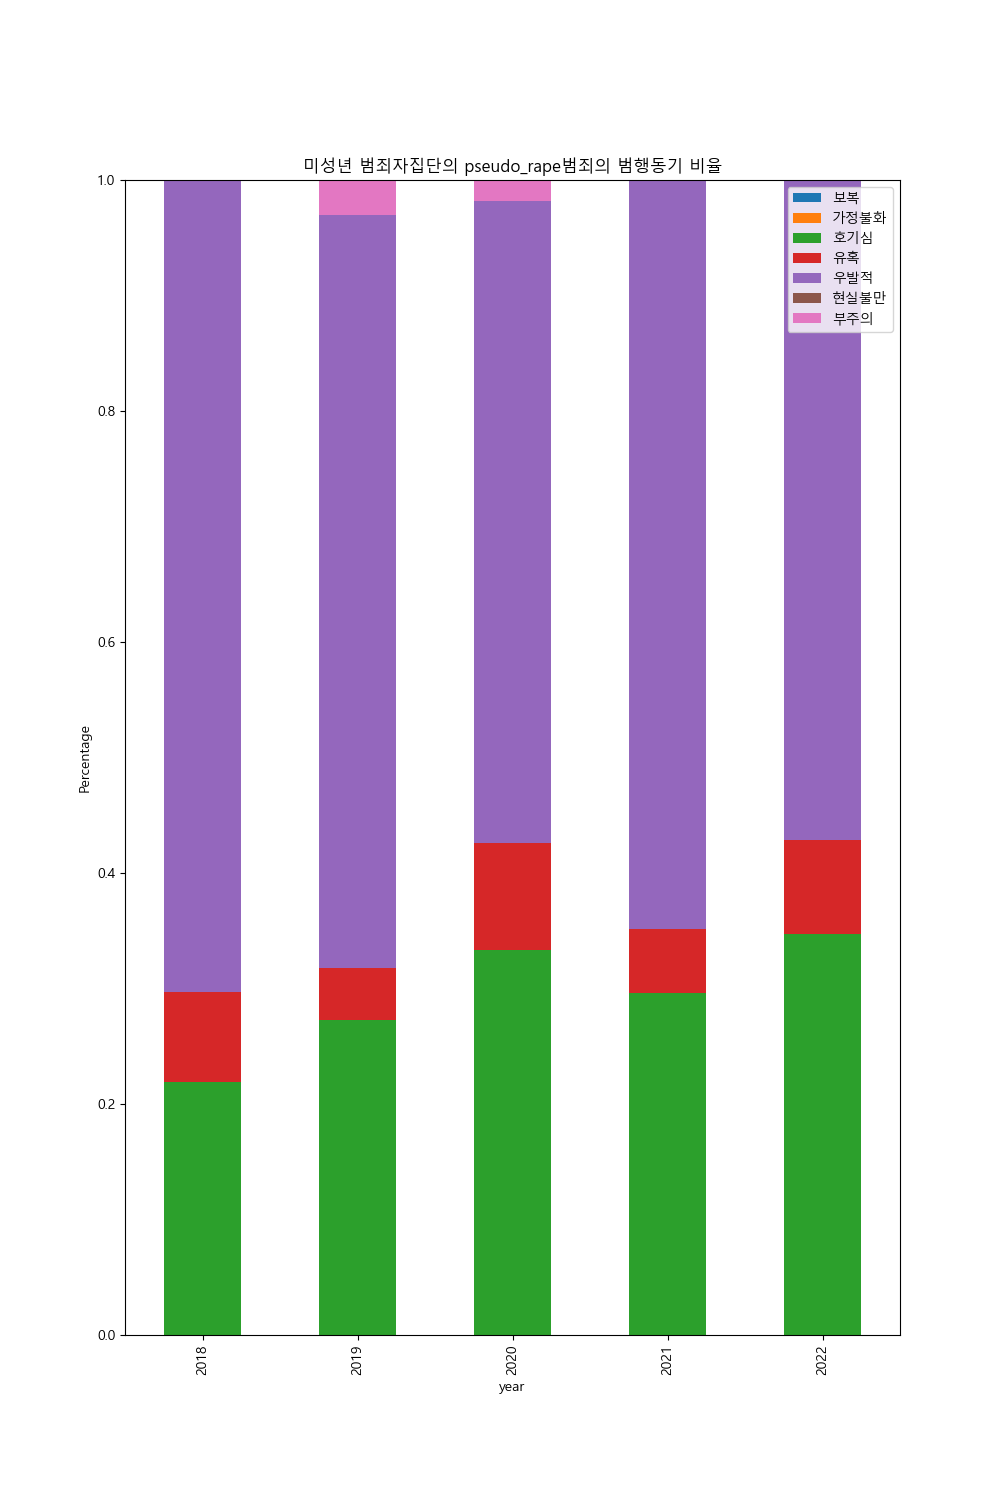 미성년 범죄자집단의 pseudo_rape범죄의 범행동기 비율
1.0
0.8
0.6
0.4
0.2
0.0
Percentage
보복
가정불화
호기심
유혹
우발적
현실불만
부주의
2018
2019
2020
2021
2022
year